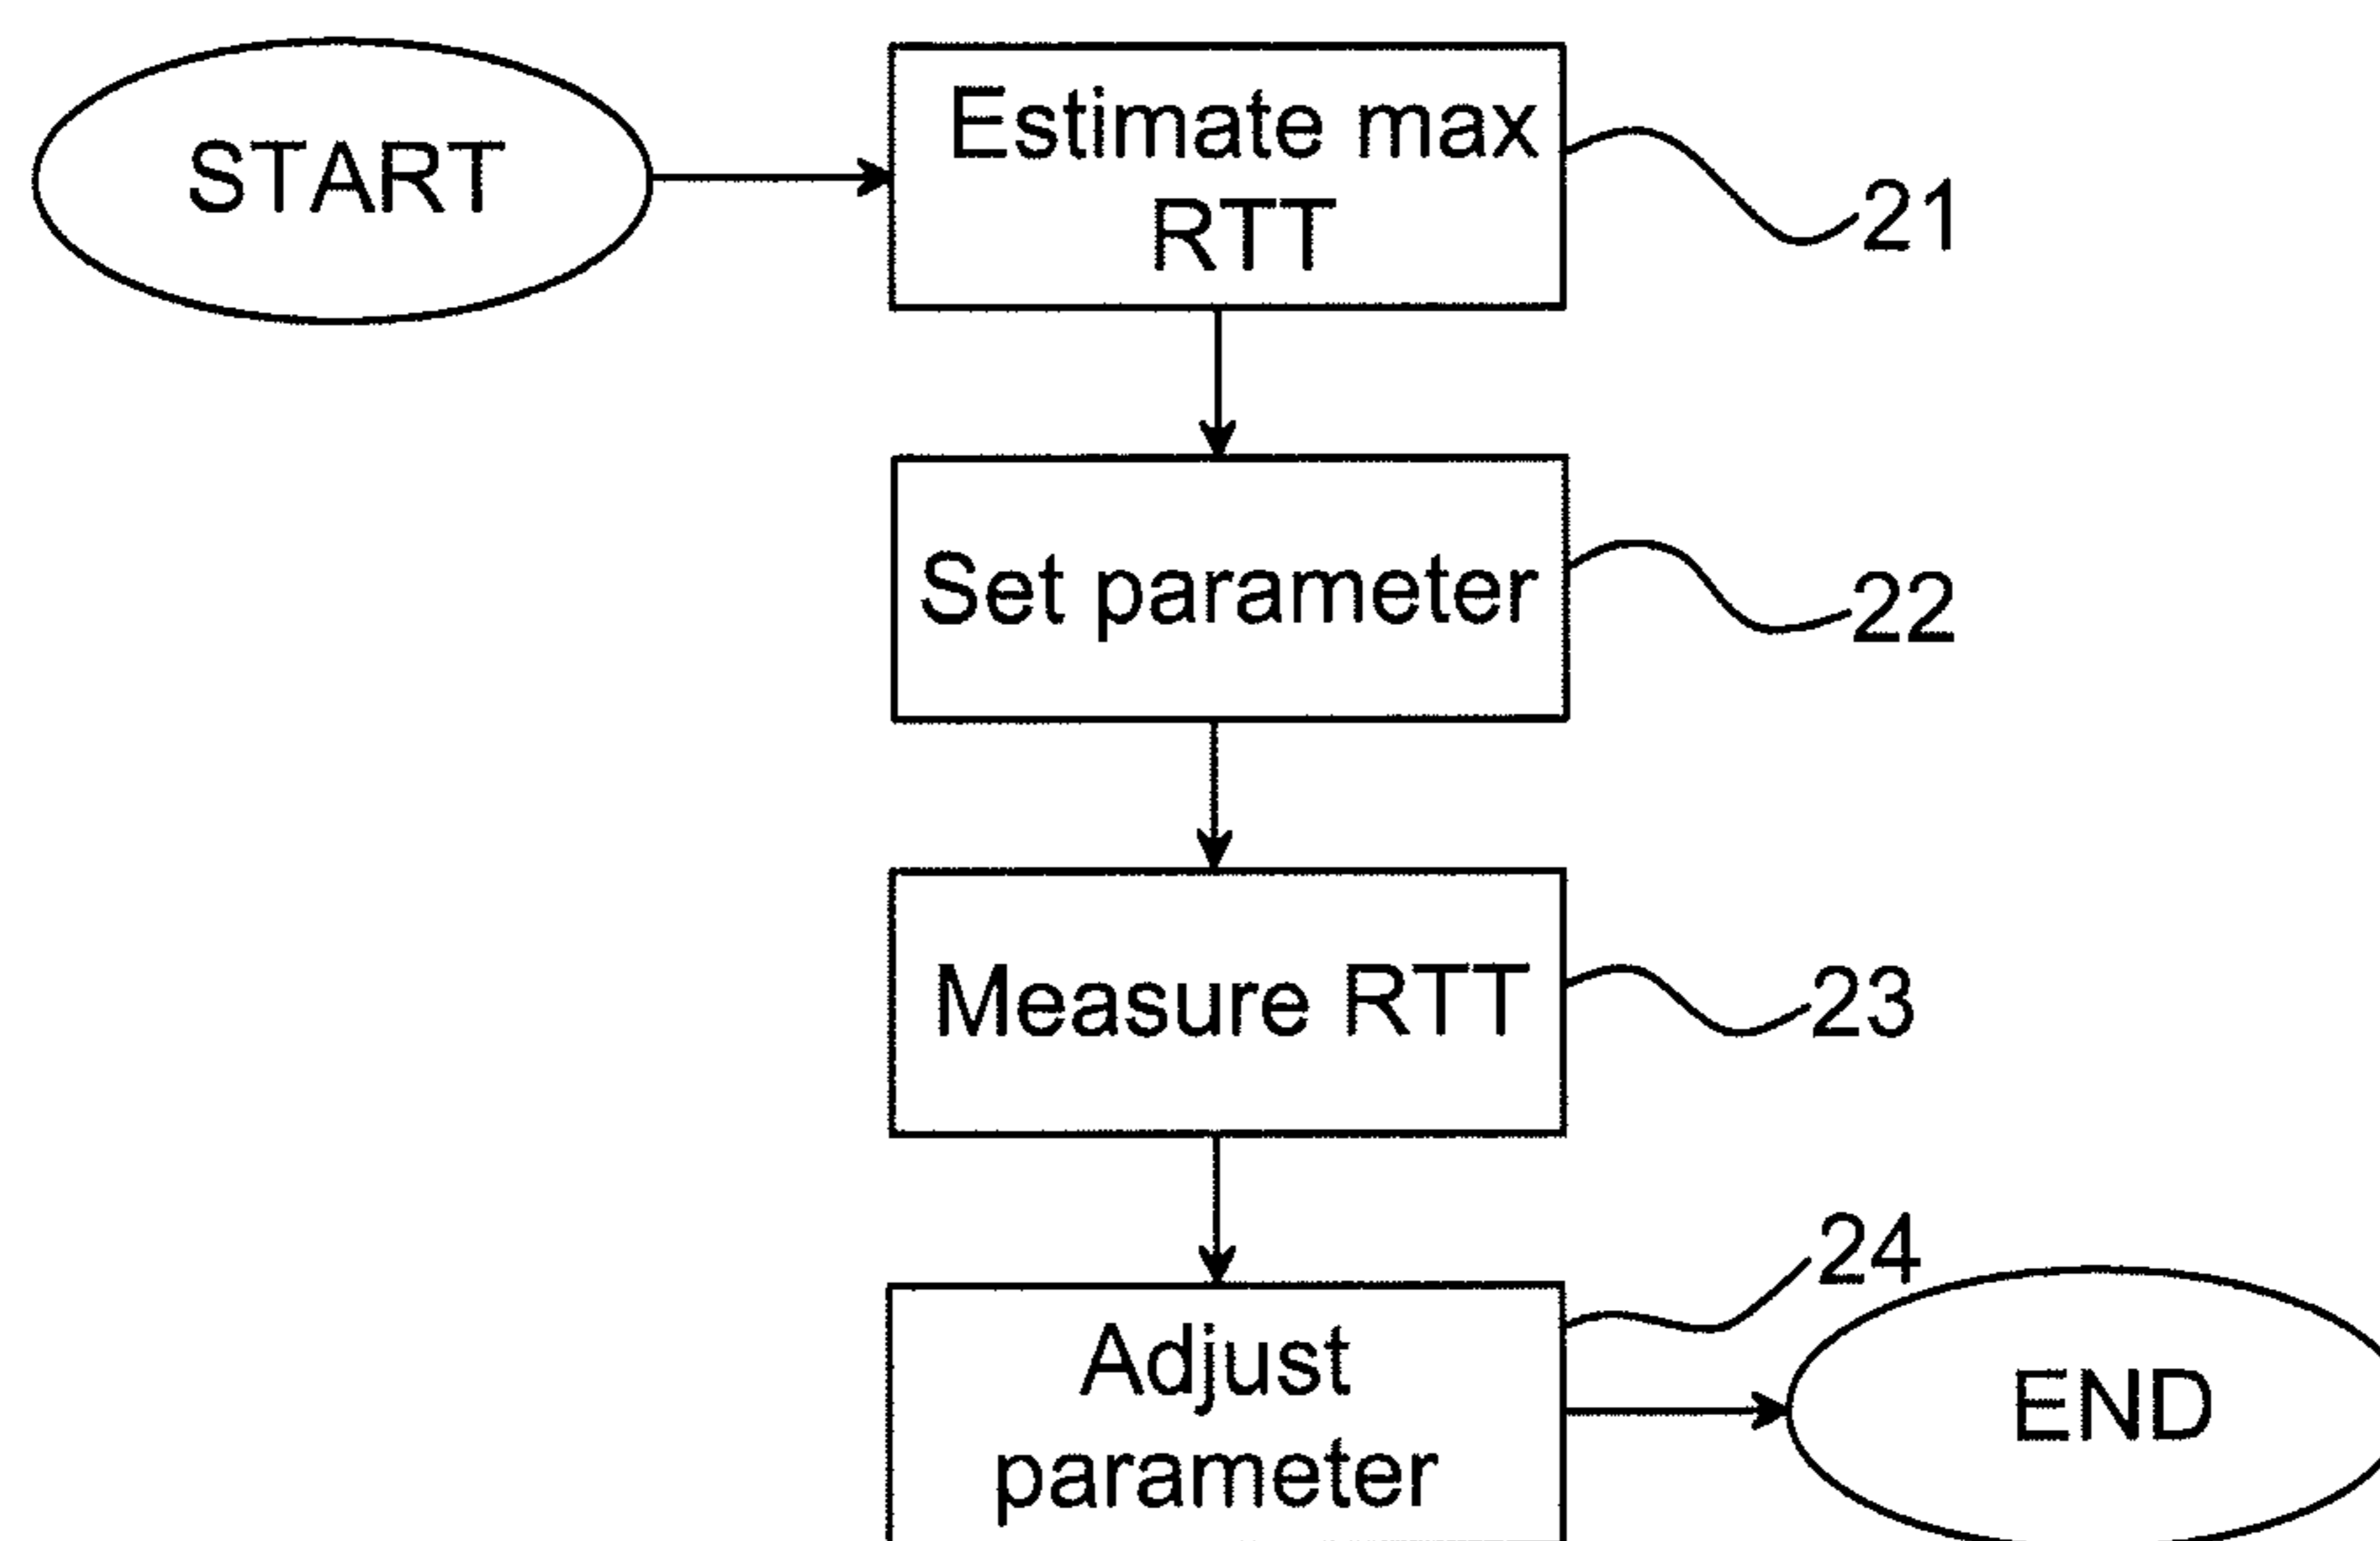 START
Estimate max
RTT
21
Set parameter
22
Measure RTT
23
24
Adjust
parameter
END